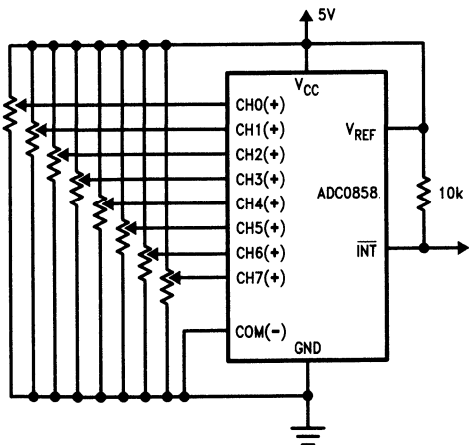 5V
VCC
CH0(+)
CH1(+)
VREF
CH2(+)
CH3(+)
ADC0858
10k
CH4(+)
CH5(+)
CH6(+)
INT
CH7(+)
COM(-)
GND